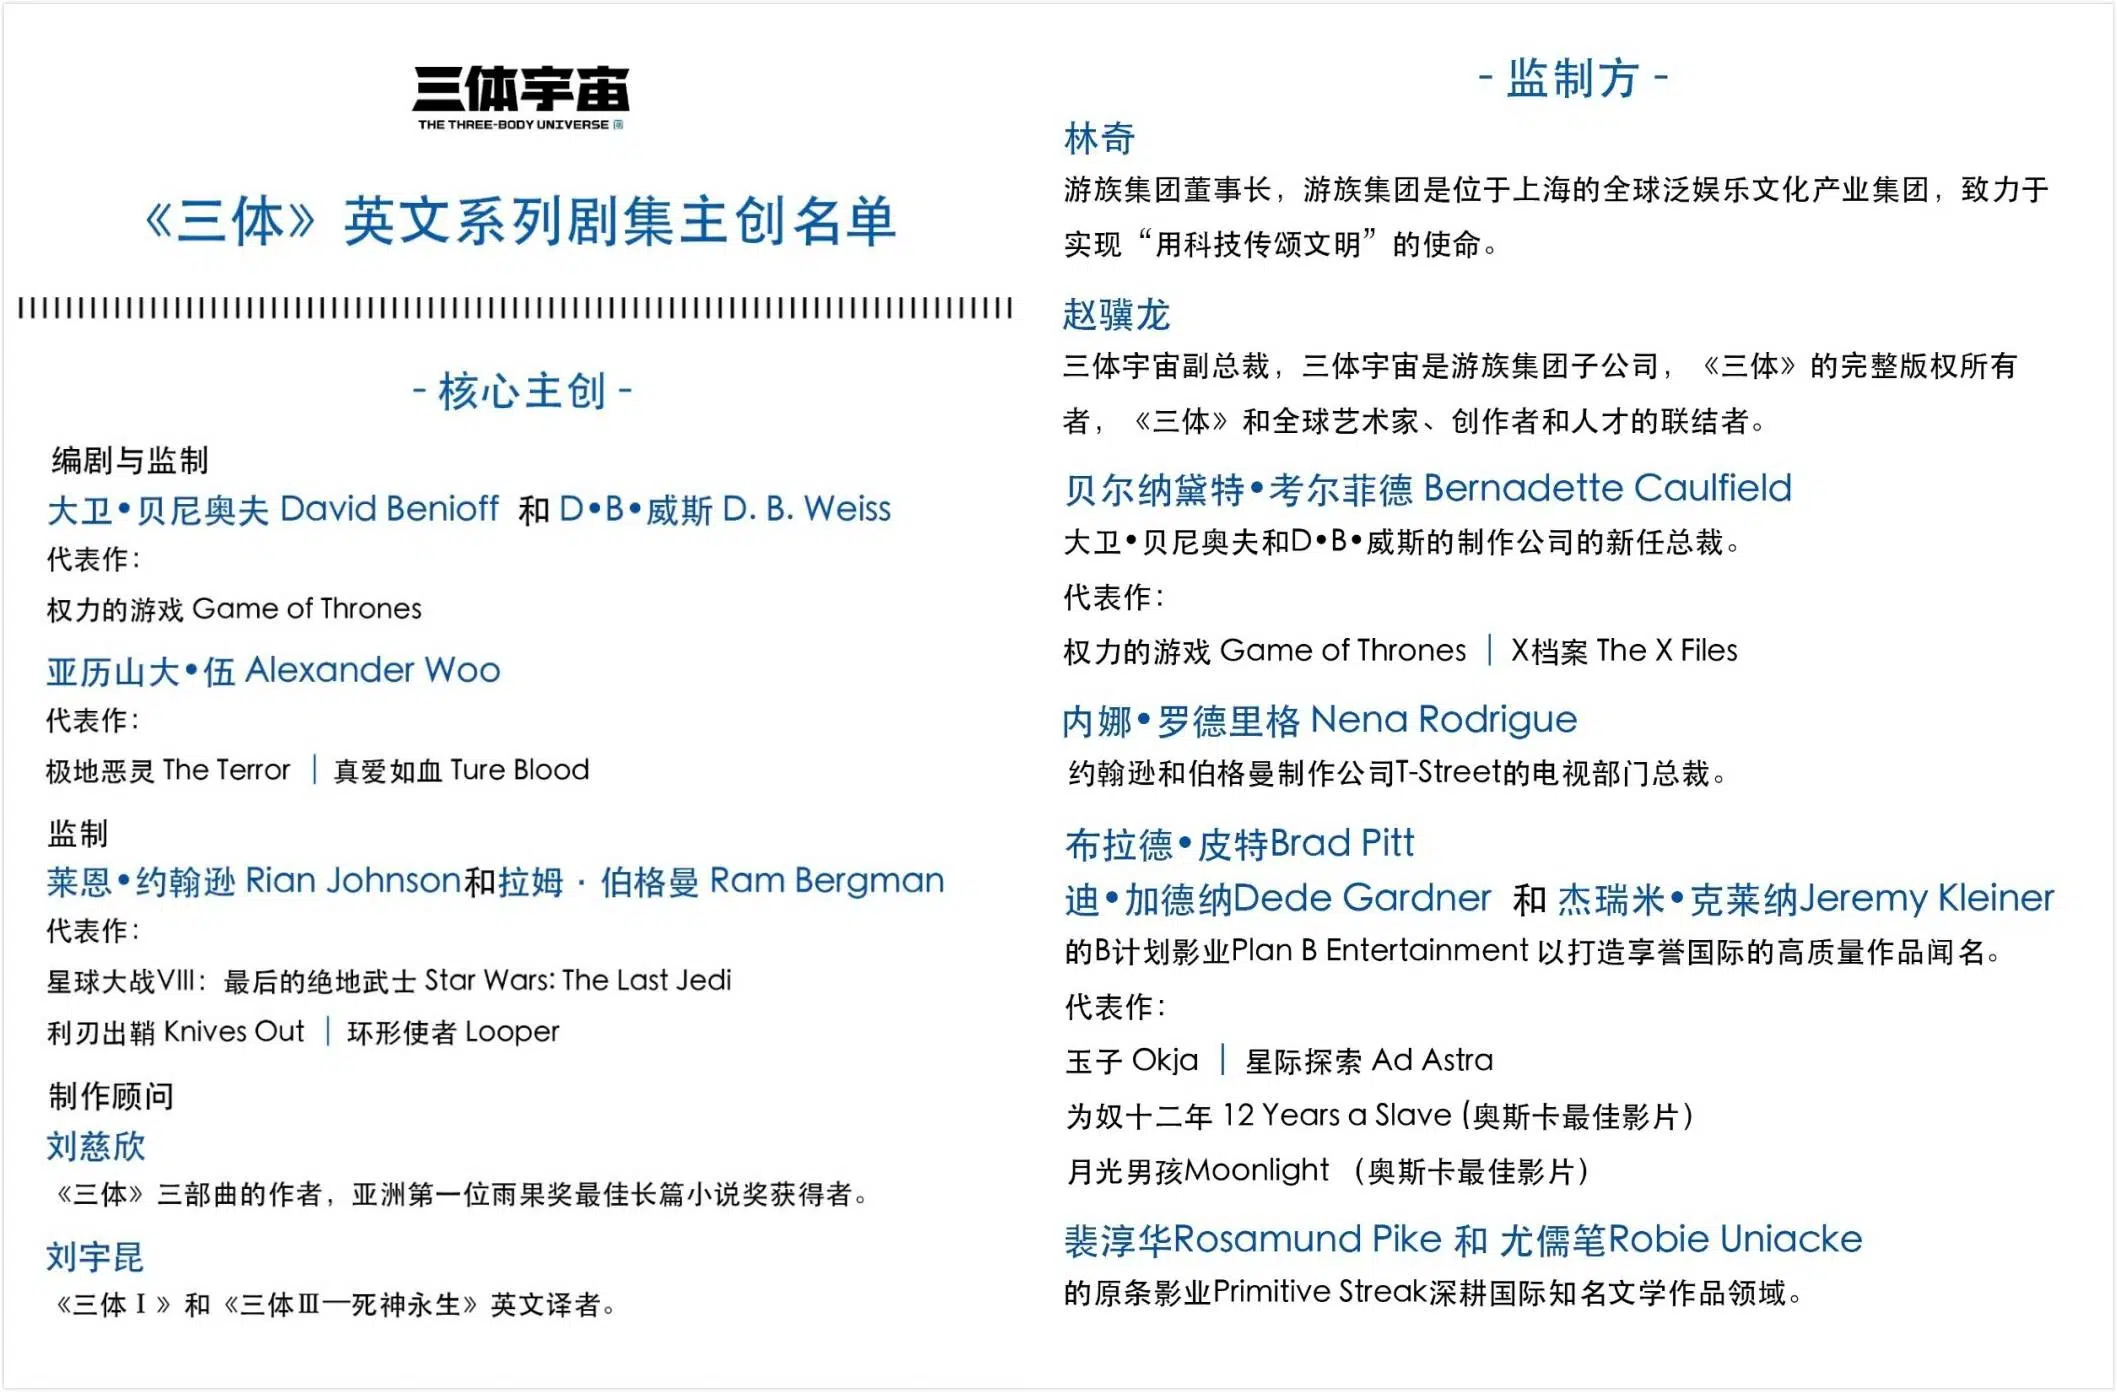 三体宇宙
THE THREE-BODY UNIVERSE
《三体》英文系列剧集主创名单
- 核心主创 -
编剧与监制
大卫•贝尼奥夫 David Benioff 和 D•B•威斯 D. B. Weiss
代表作：
权力的游戏 Game of Thrones
亚历山大•伍 Alexander Woo
代表作：
极地恶灵 The Terror | 真爱如血 Ture Blood
监制
莱恩•约翰逊 Rian Johnson和拉姆 · 伯格曼 Ram Bergman
代表作：
星球大战VIII：最后的绝地武士 Star Wars: The Last Jedi
利刃出鞘 Knives Out | 环形使者 Looper
制作顾问
刘慈欣
《三体》三部曲的作者，亚洲第一位雨果奖最佳长篇小说奖获得者。
刘宇昆
《三体Ⅰ》和《三体Ⅲ—死神永生》英文译者。
- 监制方 -
林奇
游族集团董事长，游族集团是位于上海的全球泛娱乐文化产业集团，致力于
实现“用科技传颂文明”的使命。
赵骥龙
三体宇宙副总裁，三体宇宙是游族集团子公司，《三体》的完整版权所有
者，《三体》和全球艺术家、创作者和人才的联结者。
贝尔纳黛特•考尔菲德 Bernadette Caulfield
大卫•贝尼奥夫和D•B•威斯的制作公司的新任总裁。
代表作：
权力的游戏 Game of Thrones | X档案 The X Files
内娜•罗德里格 Nena Rodrigue
约翰逊和伯格曼制作公司T-Street的电视部门总裁。
布拉德•皮特Brad Pitt
迪•加德纳Dede Gardner 和 杰瑞米•克莱纳Jeremy Kleiner
的B计划影业Plan B Entertainment 以打造享誉国际的高质量作品闻名。
代表作：
玉子 Okja | 星际探索 Ad Astra
为奴十二年 12 Years a Slave (奥斯卡最佳影片）
月光男孩Moonlight （奥斯卡最佳影片）
裴淳华Rosamund Pike 和 尤儒笔Robie Uniacke
的原条影业Primitive Streak深耕国际知名文学作品领域。